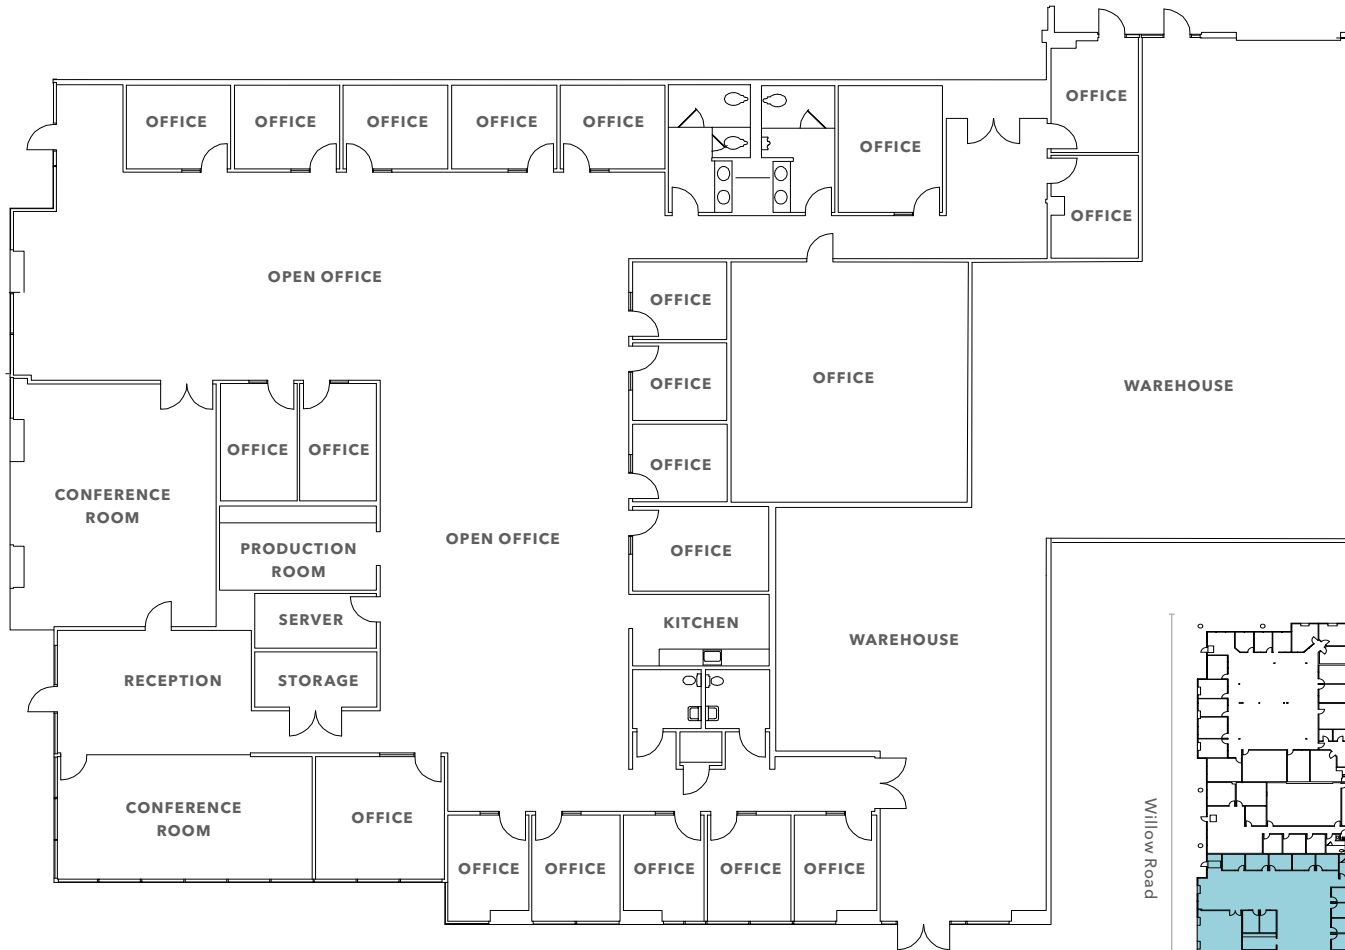 OFFICE
OFFICE
OFFICE
OFFICE
OFFICE
OFFICE
OFFICE
OFFICE
OPEN OFFICE
OFFICE
OFFICE
OFFICE
OFFICE
WAREHOUSE
OFFICE
OFFICE
CONFERENCE
ROOM
PRODUCTION
ROOM
OPEN OFFICE
OFFICE
SERVER
KITCHEN
WAREHOUSE
RECEPTION
STORAGE
CONFERENCE
ROOM
OFFICE
OFFICE
OFFICE
OFFICE
OFFICE
OFFICE
Willow Road